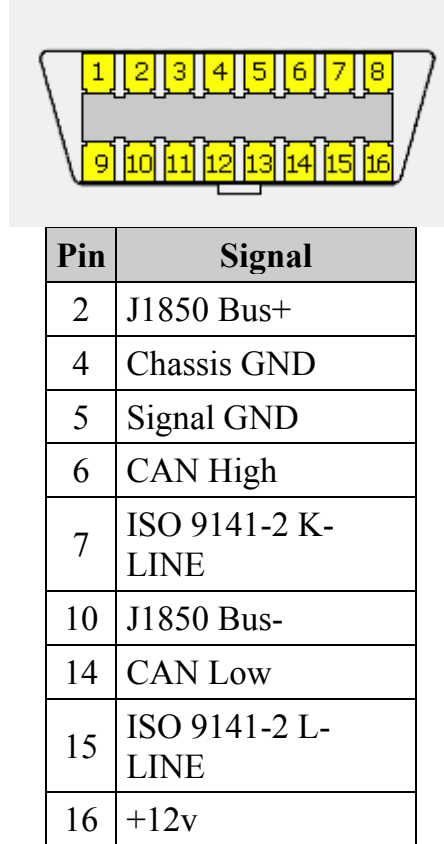 1 2 3 4 5 6 7 8
9 10 11 12 13 14 15 16
Pin Signal
2 J1850 Bus+
4 Chassis GND
5 Signal GND
6 CAN High
7 ISO 9141-2 K-
LINE
10 J1850 Bus-
14 CAN Low
15 ISO 9141-2 L-
LINE
16 +12v